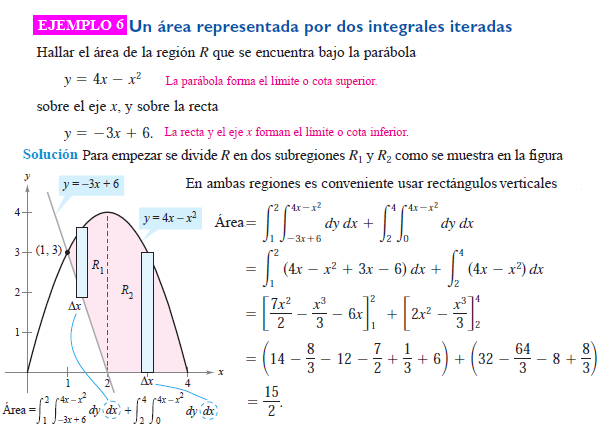 EJEMPLO 6 Un área representada por dos integrales iteradas
Hallar el área de la región R que se encuentra bajo la parábola
y = 4x − x² La parábola forma el límite o cota superior.
sobre el eje x, y sobre la recta
y = −3x + 6. La recta y el eje x forman el límite o cota inferior.
Solución Para empezar se divide R en dos subregiones R₁ y R₂ como se muestra en la figura
En ambas regiones es conveniente usar rectángulos verticales
Área = ∫₁² ∫₋₃ₓ₊₆^(4x−x²) dy dx + ∫₂⁴ ∫₀^(4x−x²) dy dx
= ∫₁² (4x − x² + 3x − 6) dx + ∫₂⁴ (4x − x²) dx
= [7x²/2 − x³/3 − 6x]₁² + [2x² − x³/3]₂⁴
= (14 − 8/3 − 12 − 7/2 + 1/3 + 6) + (32 − 64/3 − 8 + 8/3)
= 15/2.
y
y = −3x + 6
y = 4x − x²
4
3
(1, 3)
2
1
R₁
R₂
Δx
Δx
x
1 2 4
Área = ∫₁² ∫₋₃ₓ₊₆^(4x−x²) dy dx + ∫₂⁴ ∫₀^(4x−x²) dy dx